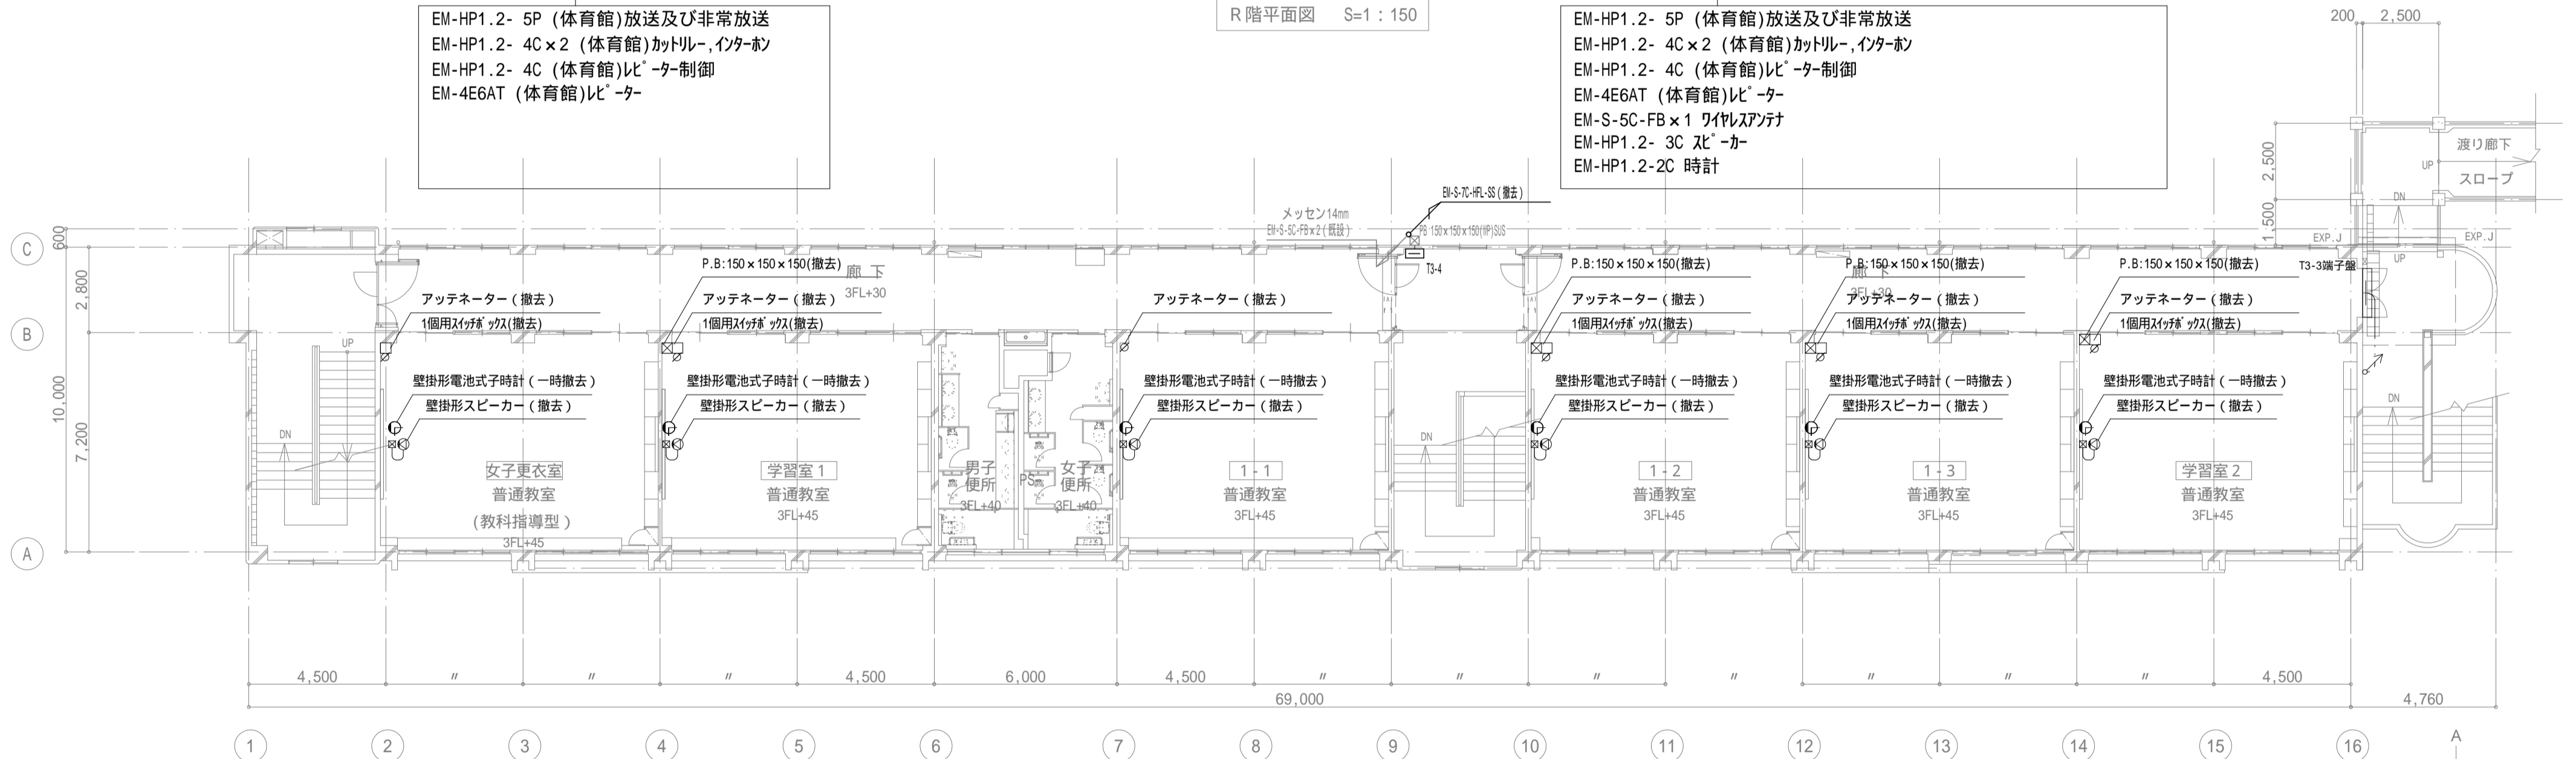 EM-HP1.2- 5P (体育館)放送及び非常放送
EM-HP1.2- 4C×2 (体育館)カットリレー,インターホン
EM-HP1.2- 4C (体育館)レピーター制御
EM-4E6AT (体育館)レピーター
R階平面図 S=1：150
EM-HP1.2- 5P (体育館)放送及び非常放送
EM-HP1.2- 4C×2 (体育館)カットリレー,インターホン
EM-HP1.2- 4C (体育館)レピーター制御
EM-4E6AT (体育館)レピーター
EM-S-5C-FB×1 ワイヤレスアンテナ
EM-HP1.2- 3C スピーカー
EM-HP1.2-2C 時計
200 2,500
2,500
1,500
渡り廊下
UP
スロープ
DN
EXP.J
EXP.J
UP
T3-3端子盤
EM-S-7C-HFL-SS(撤去)
メッセン14mm
EM-S-5C-FB×2(既設)
PB 150×150×150(WP)SUS
T3-4
C
B
A
600
2,800
10,000
7,200
廊下
3FL+30
廊下
3FL+30
P.B:150×150×150(撤去)
P.B:150×150×150(撤去)
P.B:150×150×150(撤去)
P.B:150×150×150(撤去)
アッテネーター(撤去)
アッテネーター(撤去)
アッテネーター(撤去)
アッテネーター(撤去)
アッテネーター(撤去)
アッテネーター(撤去)
1個用スイッチボックス(撤去)
1個用スイッチボックス(撤去)
1個用スイッチボックス(撤去)
1個用スイッチボックス(撤去)
1個用スイッチボックス(撤去)
壁掛形電池式子時計(一時撤去)
壁掛形電池式子時計(一時撤去)
壁掛形電池式子時計(一時撤去)
壁掛形電池式子時計(一時撤去)
壁掛形電池式子時計(一時撤去)
壁掛形電池式子時計(一時撤去)
壁掛形スピーカー(撤去)
壁掛形スピーカー(撤去)
壁掛形スピーカー(撤去)
壁掛形スピーカー(撤去)
壁掛形スピーカー(撤去)
壁掛形スピーカー(撤去)
UP
DN
DN
DN
女子更衣室
普通教室
(教科指導型)
3FL+45
学習室1
普通教室
3FL+45
男子
便所
3FL+40
PS
女子
便所
3FL+40
1-1
普通教室
3FL+45
1-2
普通教室
3FL+45
1-3
普通教室
3FL+45
学習室2
普通教室
3FL+45
4,500 〃 〃 〃 4,500 6,000 4,500 〃 〃 〃 〃 〃 〃 4,500
69,000
4,760
1 2 3 4 5 6 7 8 9 10 11 12 13 14 15 16 A